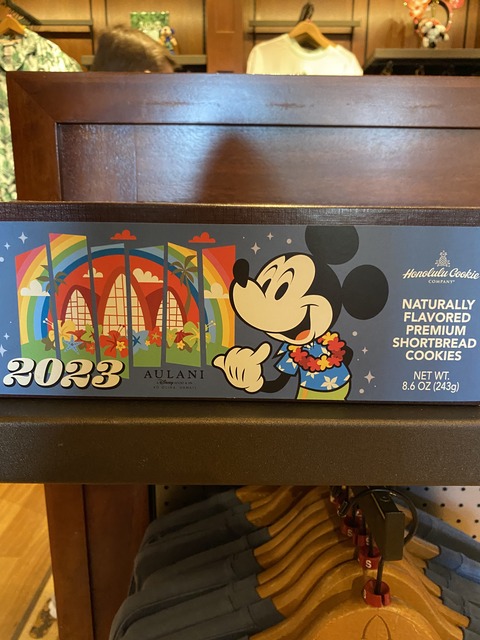 2023
AULANI
Honolulu Cookie
COMPANY
NATURALLY
FLAVORED
PREMIUM
SHORTBREAD
COOKIES
NET WT.
8.6 OZ (243g)
S
S